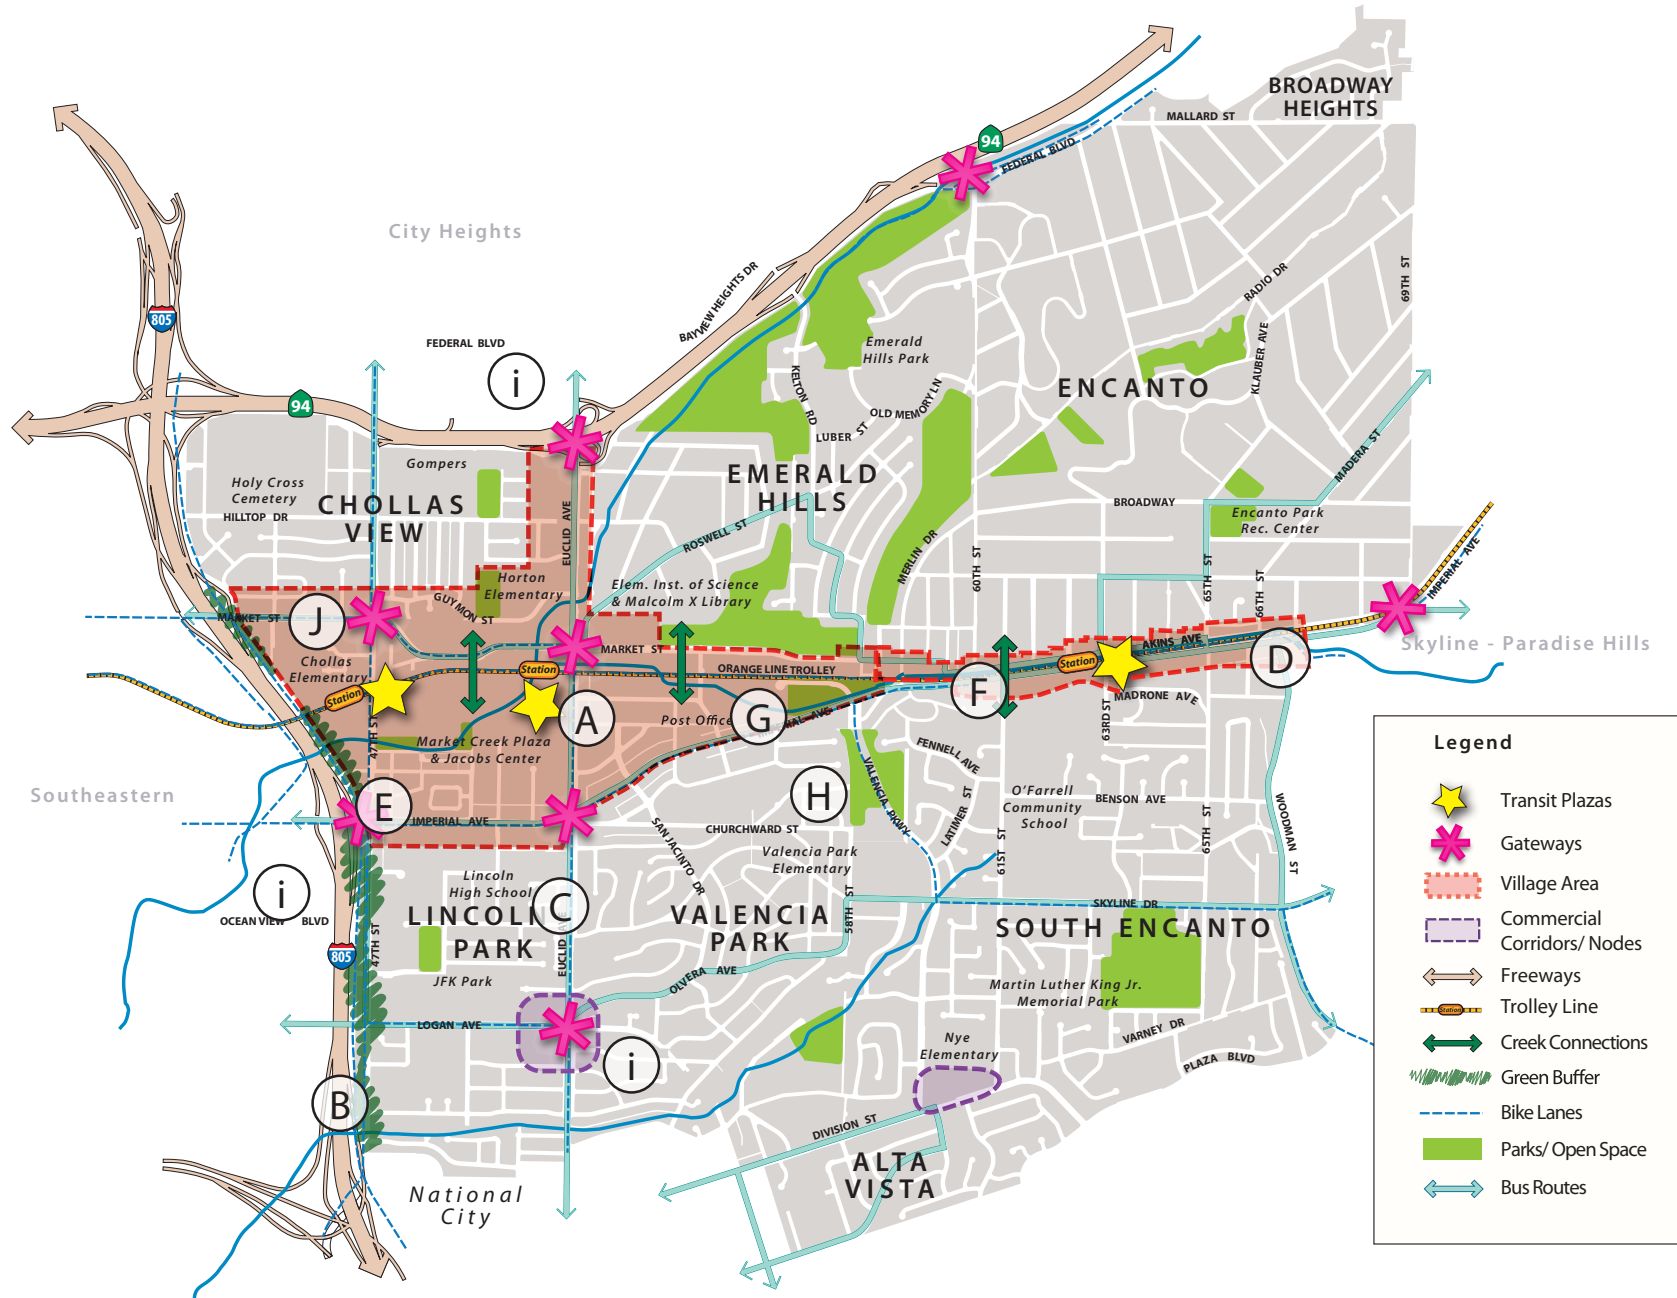 BROADWAY
HEIGHTS
MALLARD ST
94
FEDERAL BLVD
City Heights
BAYVIEW HEIGHTS DR
69TH ST
RADIO DR
805
FEDERAL BLVD
i
Emerald
Hills Park
KLAUBER AVE
ENCANTO
KELTON RD
OLD MEMORY LN
94
LUBER ST
MADERA ST
Gompers
EMERALD
HILLS
Holy Cross
Cemetery
CHOLLAS
VIEW
HILLTOP DR
BROADWAY
Encanto Park
Rec. Center
EUCLID AVE
ROSWELL ST
MERLIN DR
60TH ST
65TH ST
66TH ST
IMPERIAL AVE
Horton
Elementary
Elem. Inst. of Science
& Malcolm X Library
GUYMON ST
MARKET ST
J
MARKET ST
AKINS AVE
Skyline - Paradise Hills
Chollas
Elementary
Station
ORANGE LINE TROLLEY
Station
D
Station
F
MADRONE AVE
A
Post Office
G
IAL AVE
63RD ST
47TH ST
Market Creek Plaza
& Jacobs Center
FENNELL AVE
VALENCIA PKWY
Southeastern
E
H
O'Farrell
Community
School
BENSON AVE
LATIMER ST
WOODMAN ST
IMPERIAL AVE
CHURCHWARD ST
SAN JACINTO DR
61ST ST
65TH ST
Valencia Park
Elementary
i
Lincoln
High School
C
58TH ST
SKYLINE DR
OCEAN VIEW BLVD
LINCOLN
PARK
VALENCIA
PARK
SOUTH ENCANTO
47TH ST
805
EUCLID A
JFK Park
OLVERA AVE
Martin Luther King Jr.
Memorial Park
LOGAN AVE
Nye
Elementary
VARNEY DR
PLAZA BLVD
i
B
DIVISION ST
ALTA
VISTA
National
City
Legend
Transit Plazas
Gateways
Village Area
Commercial
Corridors/ Nodes
Freeways
Station
Trolley Line
Creek Connections
Green Buffer
Bike Lanes
Parks/ Open Space
Bus Routes